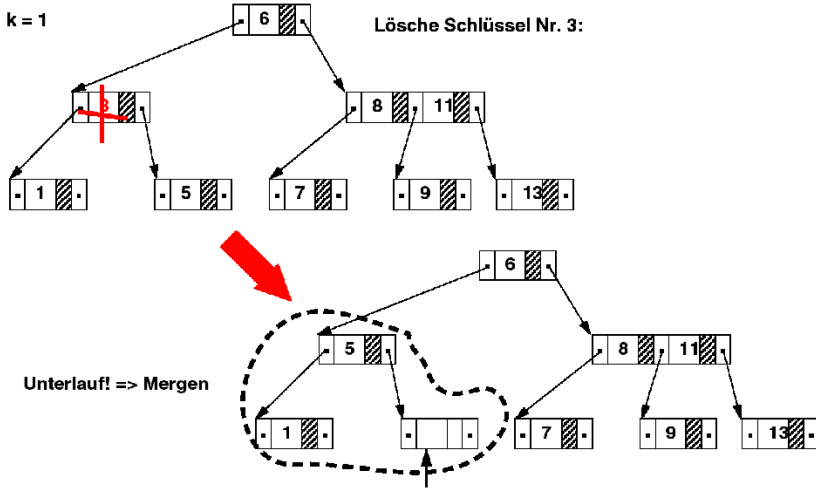 k = 1
6
Lösche Schlüssel Nr. 3:
3
8 11
1 5 7 9 13
6
5
8 11
Unterlauf! => Mergen
1 7 9 13